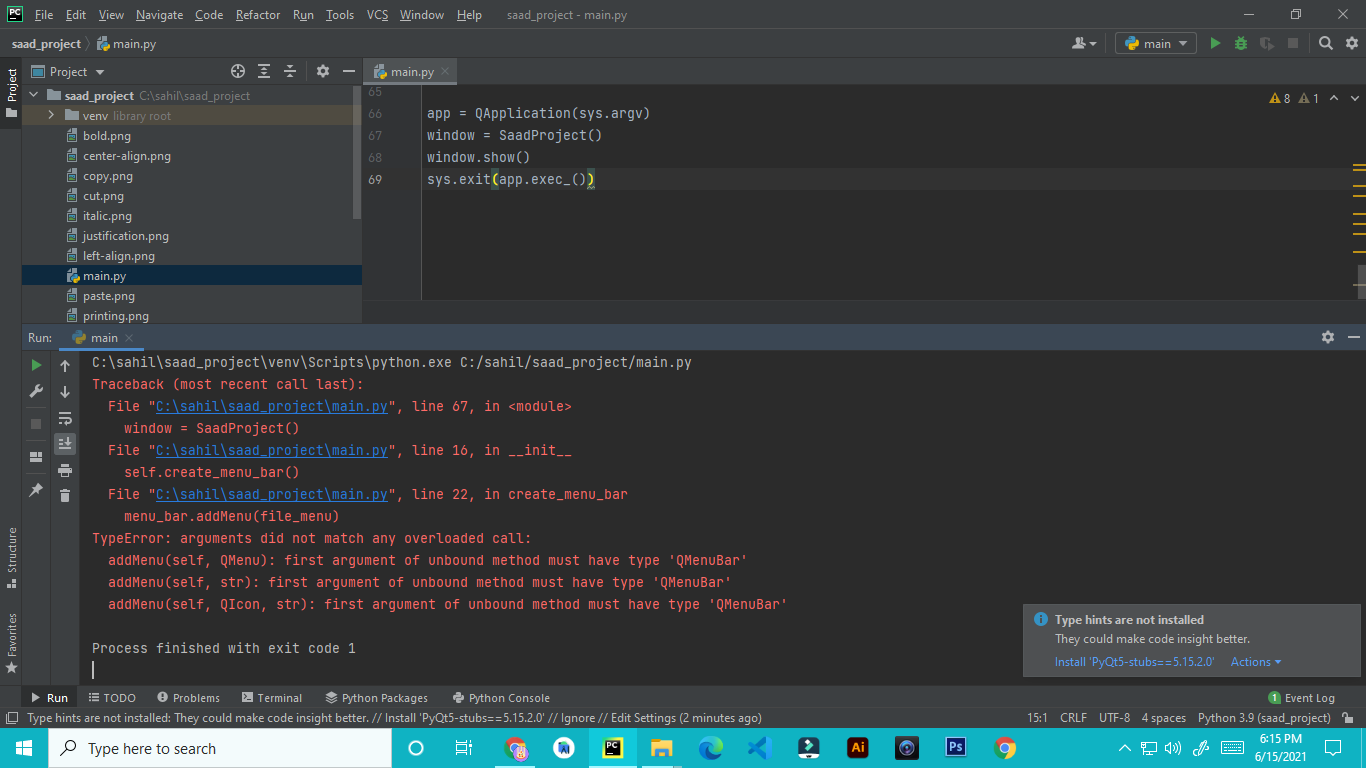 PC File Edit View Navigate Code Refactor Run Tools VCS Window Help saad_project - main.py
saad_project main.py main
Project Project main.py
saad_project C:\sahil\saad_project
venv library root
bold.png
center-align.png
copy.png
cut.png
italic.png
justification.png
left-align.png
main.py
paste.png
printing.png
65
66 app = QApplication(sys.argv)
67 window = SaadProject()
68 window.show()
69 sys.exit(app.exec_())
8 1
Run: main
C:\sahil\saad_project\venv\Scripts\python.exe C:/sahil/saad_project/main.py
Traceback (most recent call last):
File "C:\sahil\saad_project\main.py", line 67, in <module>
window = SaadProject()
File "C:\sahil\saad_project\main.py", line 16, in __init__
self.create_menu_bar()
File "C:\sahil\saad_project\main.py", line 22, in create_menu_bar
menu_bar.addMenu(file_menu)
TypeError: arguments did not match any overloaded call:
addMenu(self, QMenu): first argument of unbound method must have type 'QMenuBar'
addMenu(self, str): first argument of unbound method must have type 'QMenuBar'
addMenu(self, QIcon, str): first argument of unbound method must have type 'QMenuBar'
Process finished with exit code 1
Structure
Favorites
Type hints are not installed
They could make code insight better.
Install 'PyQt5-stubs==5.15.2.0' Actions
Run TODO Problems Terminal Python Packages Python Console 1 Event Log
Type hints are not installed: They could make code insight better. // Install 'PyQt5-stubs==5.15.2.0' // Ignore // Edit Settings (2 minutes ago) 15:1 CRLF UTF-8 4 spaces Python 3.9 (saad_project)
Type here to search PC Ai Ps 6:15 PM
6/15/2021